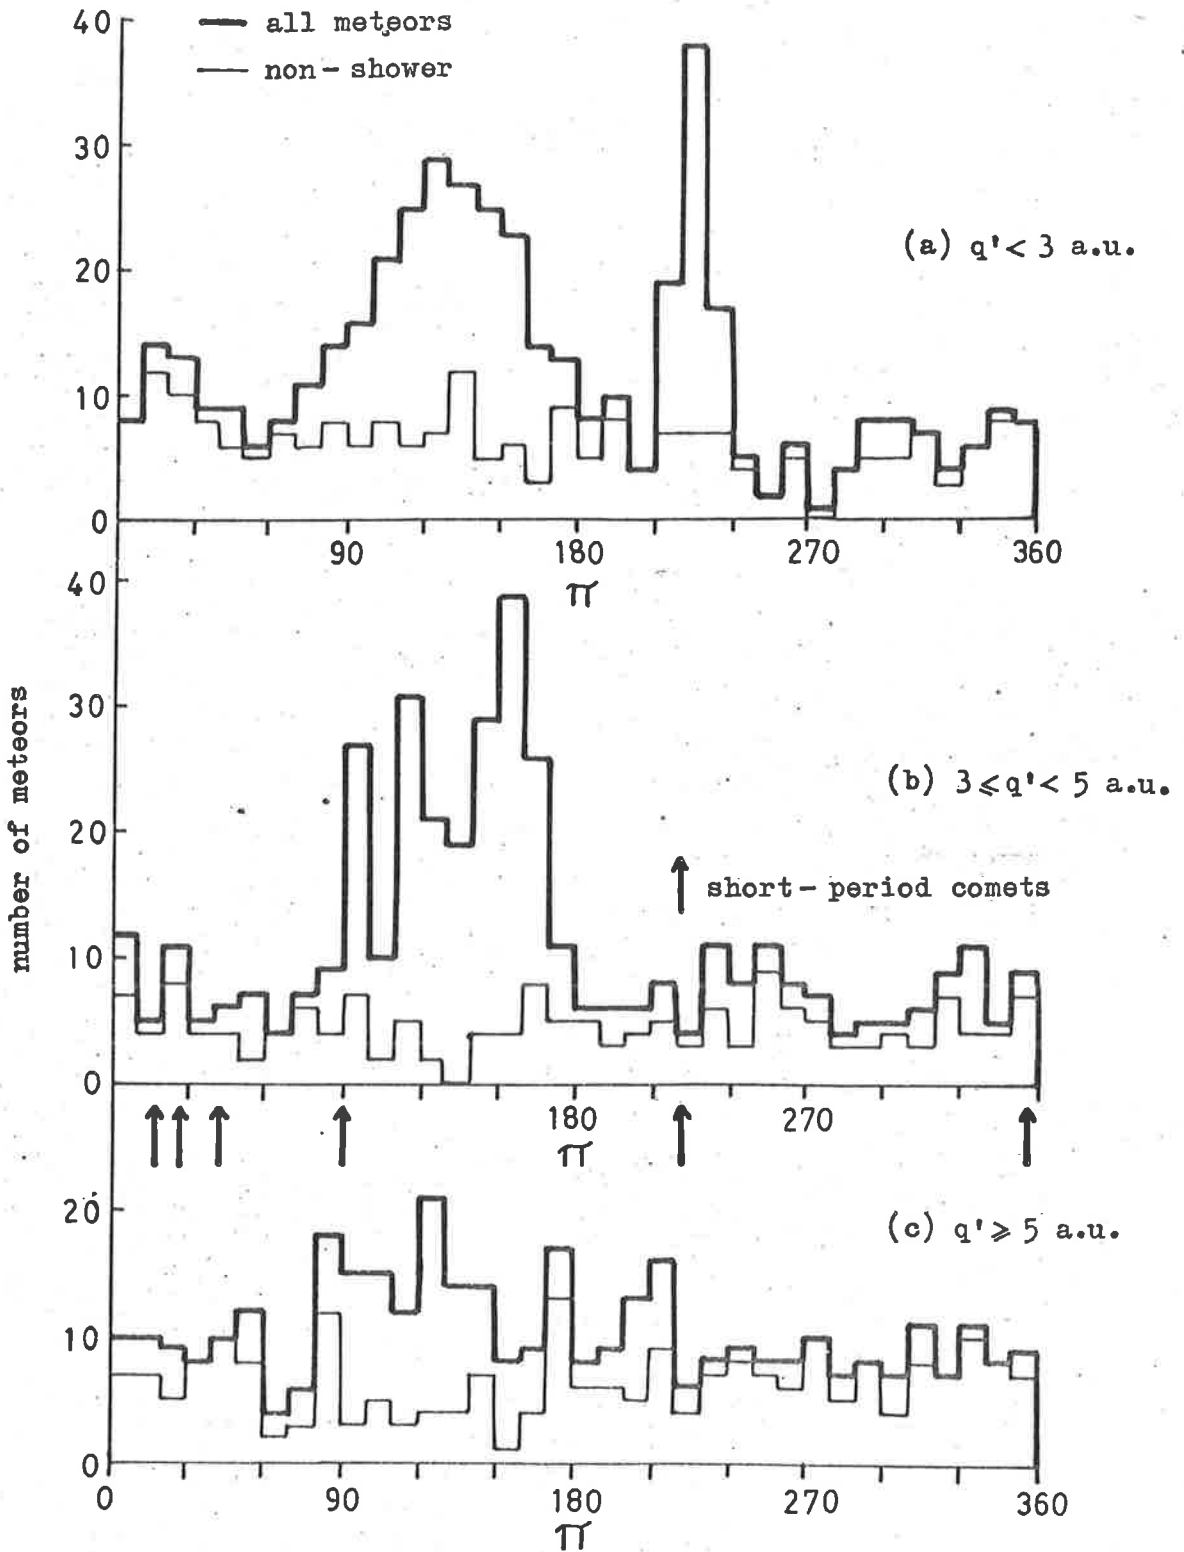 40
all meteors
non-shower
30
(a) q'< 3 a.u.
20
10
0
90 180 270 360
π
40
number of meteors
30
(b) 3 ⩽ q'< 5 a.u.
20
short-period comets
10
0
180 270
π
20
(c) q' ⩾ 5 a.u.
10
0
0 90 180 270 360
π